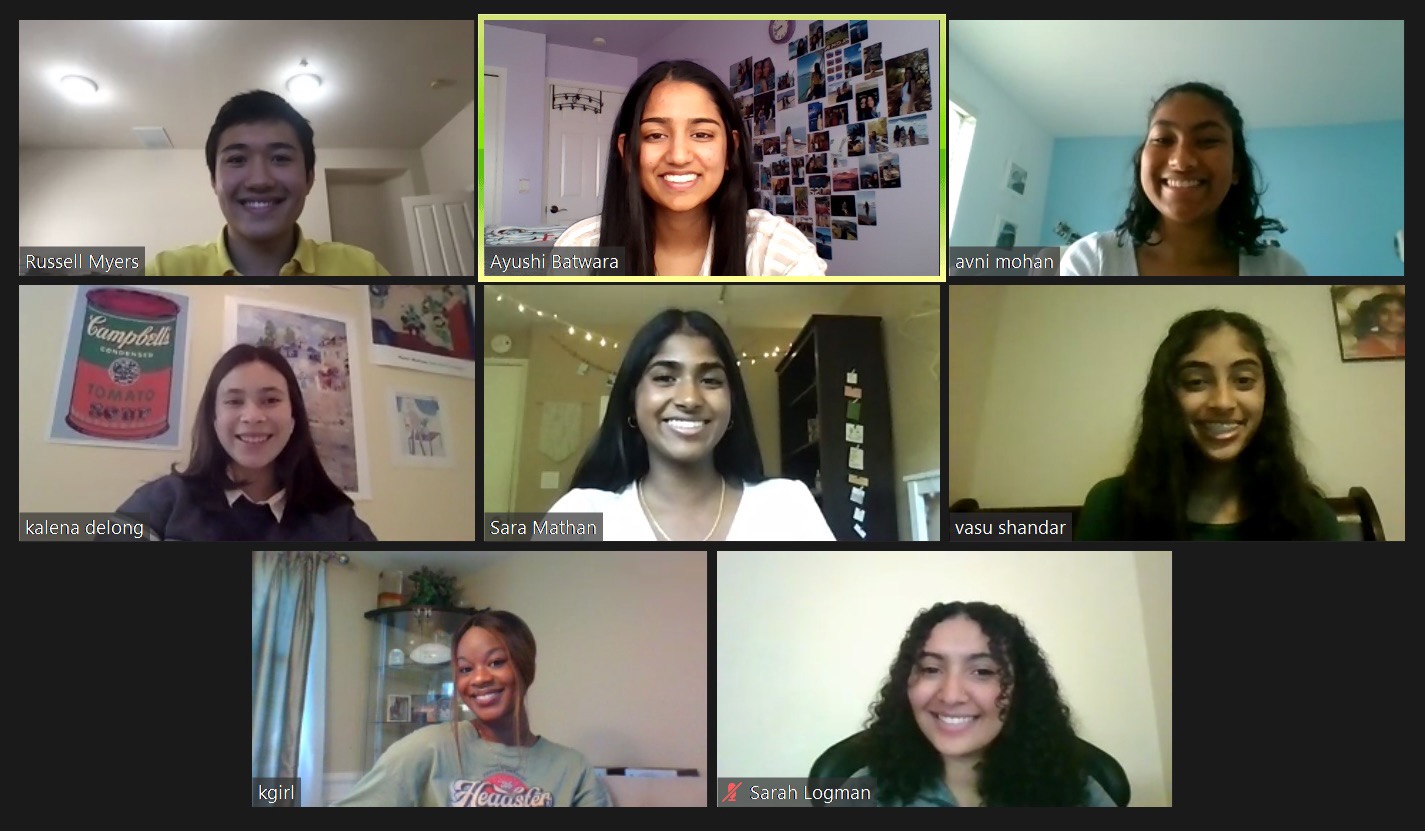 Russell Myers
Ayushi Batwara
avni mohan
Campbell's
CONDENSED
TOMATO
SOUP
kalena delong
Sara Mathan
vasu shandar
kgirl
Headster
Sarah Logman